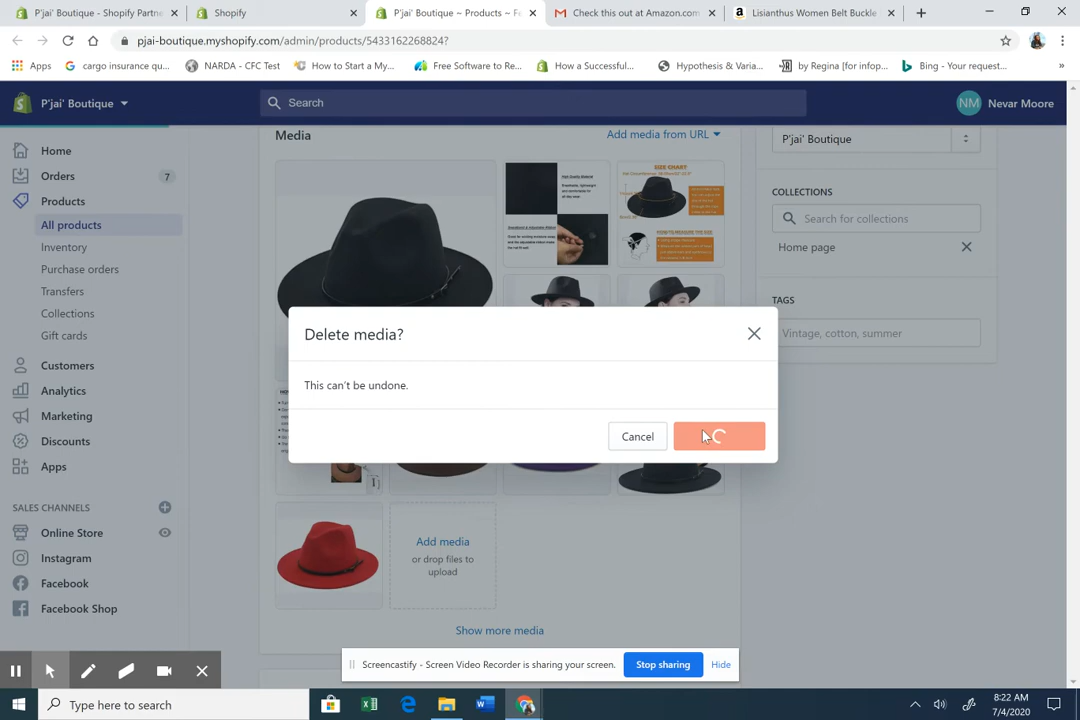 P'jai' Boutique - Shopify Partne
Shopify
P'jai' Boutique ~ Products ~ Fe
Check this out at Amazon.com
Lisianthus Women Belt Buckle
pjai-boutique.myshopify.com/admin/products/5433162268824?
Apps
cargo insurance qu...
NARDA - CFC Test
How to Start a My...
Free Software to Re...
How a Successful...
Hypothesis & Varia...
by Regina [for infop...
Bing - Your request...
P'jai' Boutique
Search
NM
Nevar Moore
Home
Orders
7
Products
All products
Inventory
Purchase orders
Transfers
Collections
Gift cards
Customers
Analytics
Marketing
Discounts
Apps
SALES CHANNELS
Online Store
Instagram
Facebook
Facebook Shop
Media
Add media from URL
SIZE CHART
P'jai' Boutique
COLLECTIONS
Search for collections
Home page
TAGS
Vintage, cotton, summer
Delete media?
This can't be undone.
Cancel
Add media
or drop files to
upload
Show more media
Screencastify - Screen Video Recorder is sharing your screen.
Stop sharing
Hide
Type here to search
8:22 AM
7/4/2020